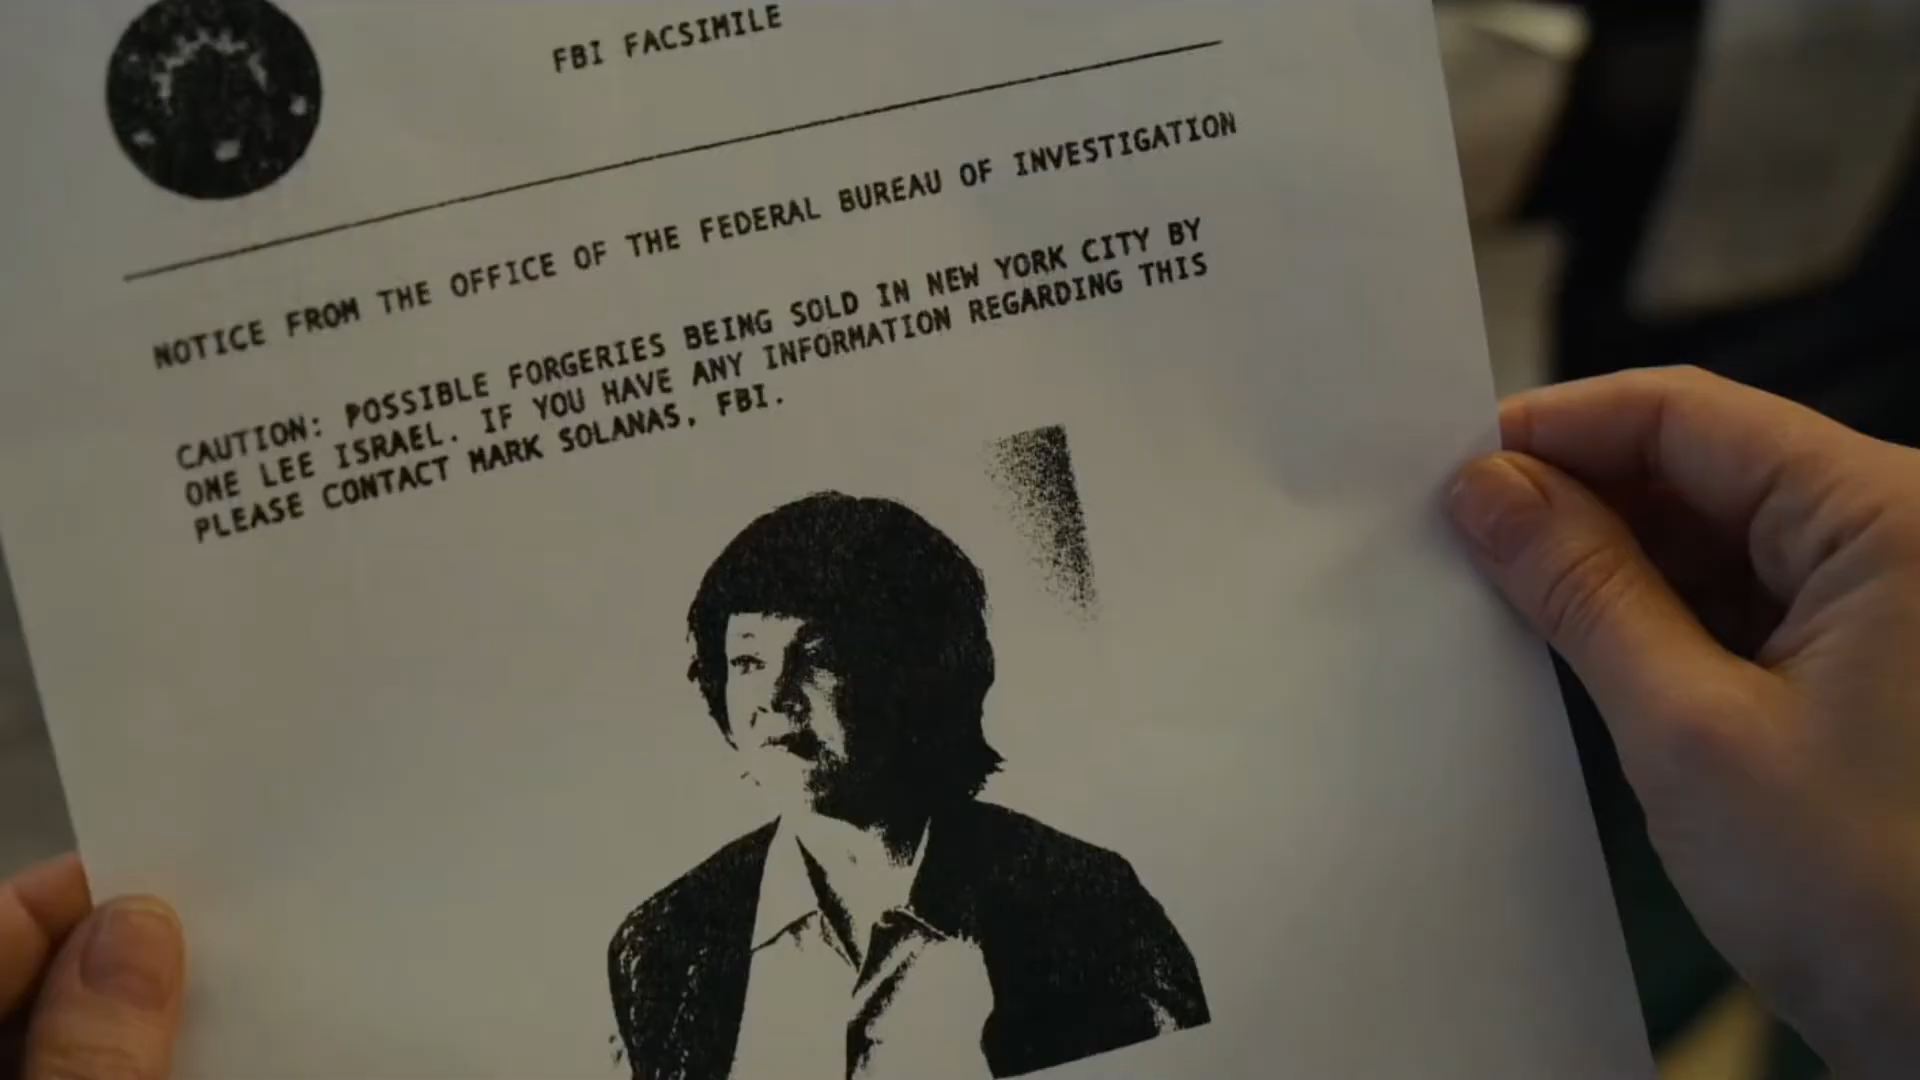 FBI FACSIMILE
NOTICE FROM THE OFFICE OF THE FEDERAL BUREAU OF INVESTIGATION
CAUTION: POSSIBLE FORGERIES BEING SOLD IN NEW YORK CITY BY
ONE LEE ISRAEL. IF YOU HAVE ANY INFORMATION REGARDING THIS
PLEASE CONTACT MARK SOLANAS, FBI.